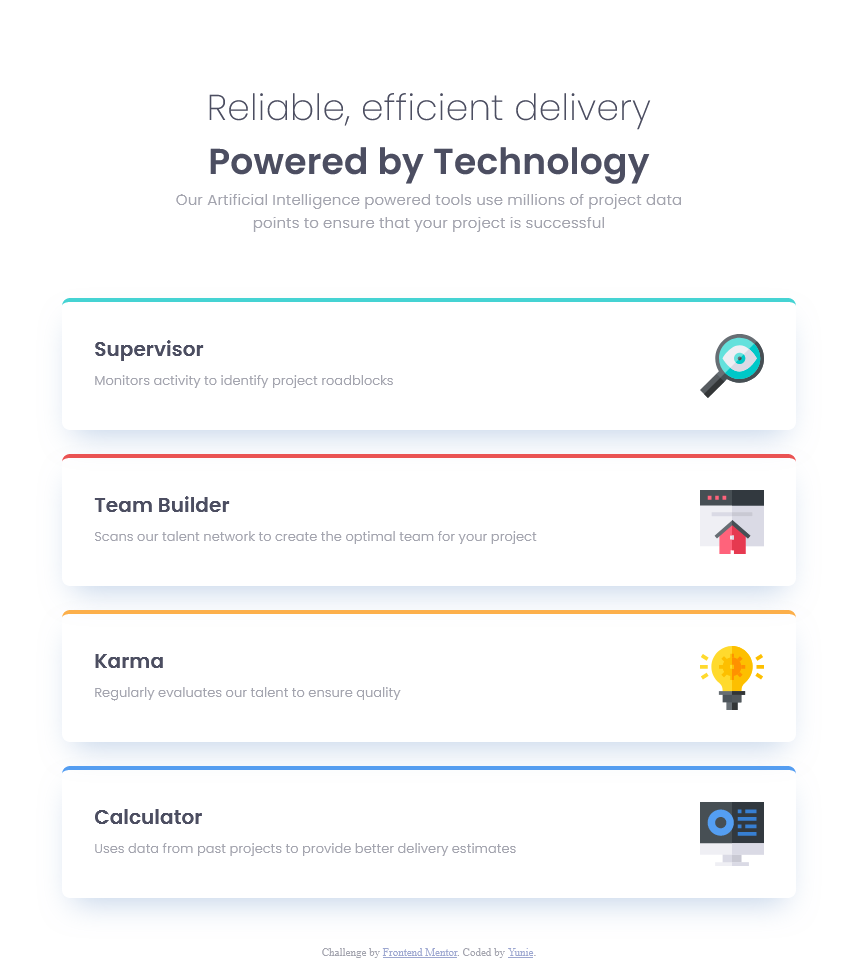 Reliable, efficient delivery
Powered by Technology
Our Artificial Intelligence powered tools use millions of project data
points to ensure that your project is successful
Supervisor
Monitors activity to identify project roadblocks
Team Builder
Scans our talent network to create the optimal team for your project
Karma
Regularly evaluates our talent to ensure quality
Calculator
Uses data from past projects to provide better delivery estimates
Challenge by Frontend Mentor. Coded by Yunie.